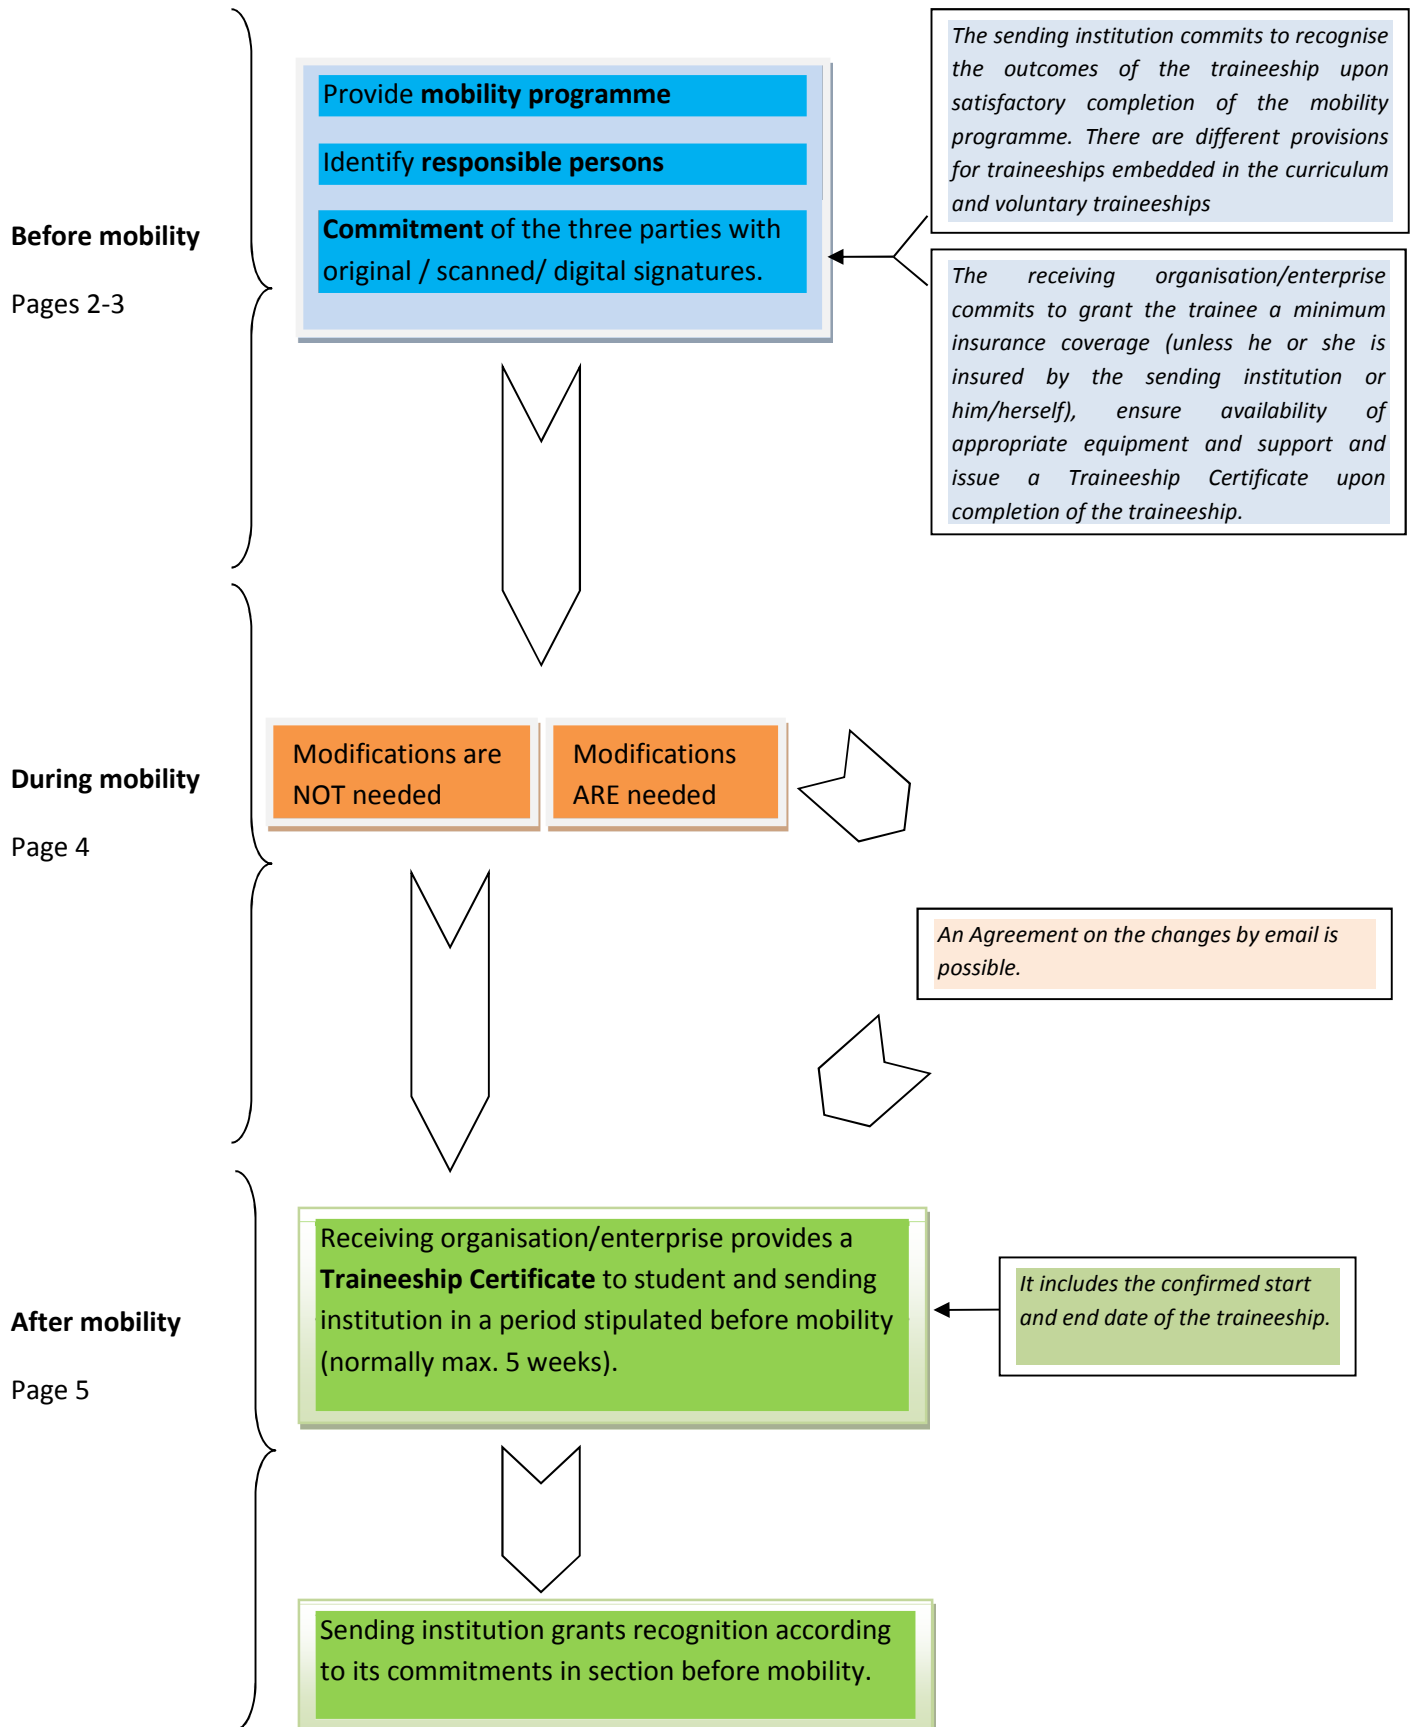 Provide mobility programme
Identify responsible persons
Commitment of the three parties with
original / scanned/ digital signatures.
The sending institution commits to recognise
the outcomes of the traineeship upon
satisfactory completion of the mobility
programme. There are different provisions
for traineeships embedded in the curriculum
and voluntary traineeships
Before mobility
Pages 2-3
The receiving organisation/enterprise
commits to grant the trainee a minimum
insurance coverage (unless he or she is
insured by the sending institution or
him/herself), ensure availability of
appropriate equipment and support and
issue a Traineeship Certificate upon
completion of the traineeship.
During mobility
Page 4
Modifications are
NOT needed
Modifications
ARE needed
An Agreement on the changes by email is
possible.
After mobility
Page 5
Receiving organisation/enterprise provides a
Traineeship Certificate to student and sending
institution in a period stipulated before mobility
(normally max. 5 weeks).
It includes the confirmed start
and end date of the traineeship.
Sending institution grants recognition according
to its commitments in section before mobility.